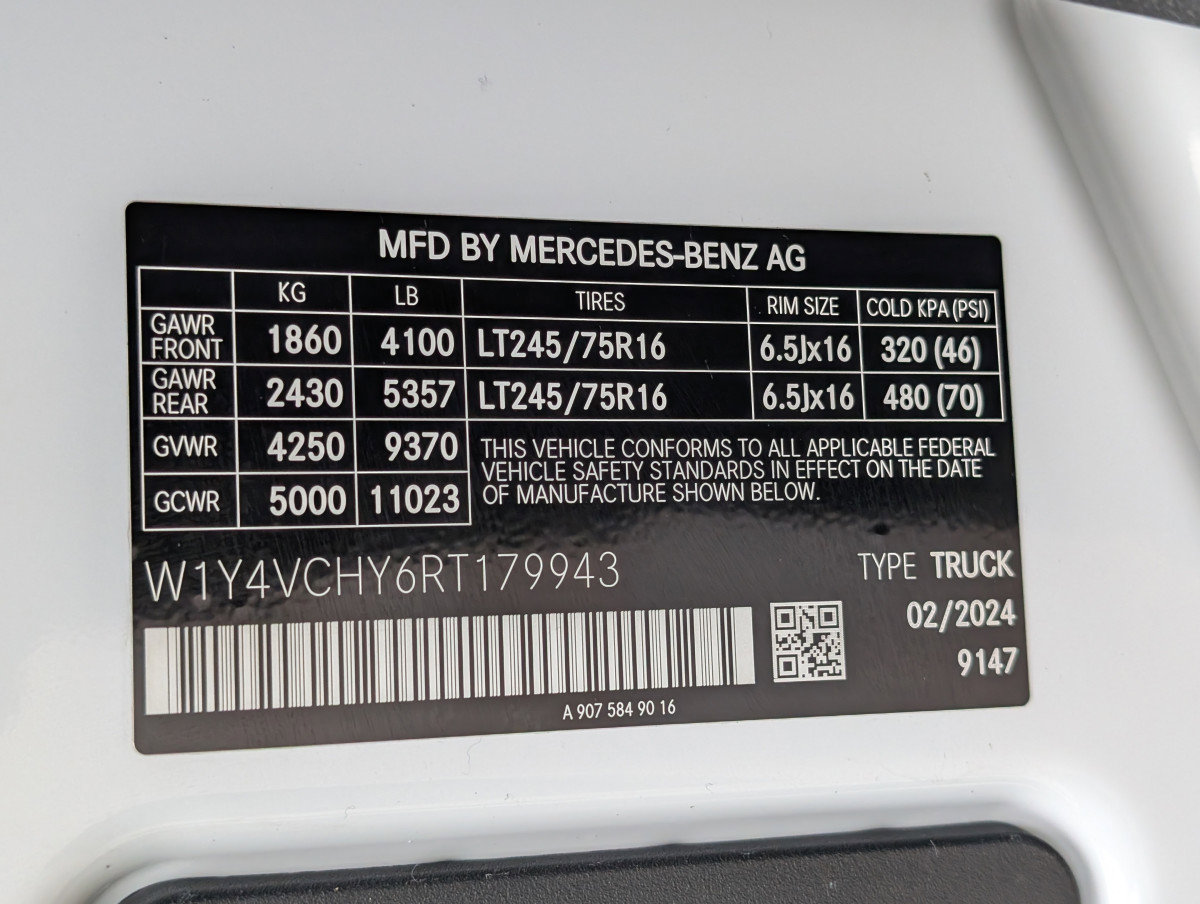 MFD BY MERCEDES-BENZ AG
KG LB TIRES RIM SIZE COLD KPA (PSI)
GAWR FRONT 1860 4100 LT245/75R16 6.5Jx16 320 (46)
GAWR REAR 2430 5357 LT245/75R16 6.5Jx16 480 (70)
GVWR 4250 9370
GCWR 5000 11023
THIS VEHICLE CONFORMS TO ALL APPLICABLE FEDERAL
VEHICLE SAFETY STANDARDS IN EFFECT ON THE DATE
OF MANUFACTURE SHOWN BELOW.
W1Y4VCHY6RT179943
TYPE TRUCK
02/2024
9147
A 907 584 90 16